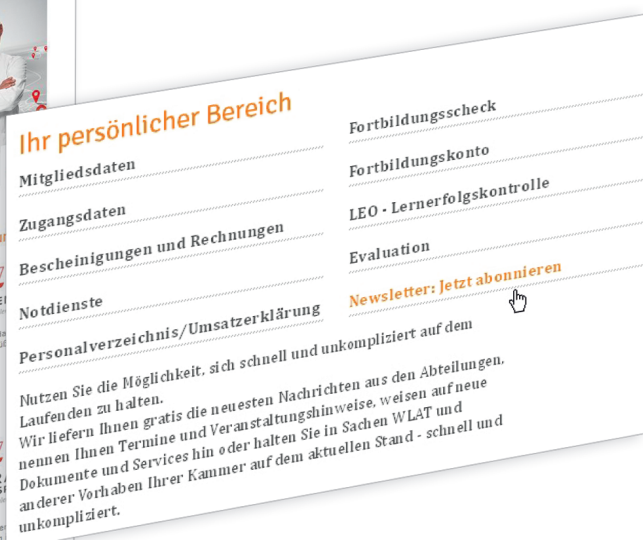 Ihr persönlicher Bereich
Mitgliedsdaten
Zugangsdaten
Bescheinigungen und Rechnungen
Notdienste
Personalverzeichnis/Umsatzerklärung
Fortbildungsscheck
Fortbildungskonto
LEO - Lernerfolgskontrolle
Evaluation
Newsletter: Jetzt abonnieren
Nutzen Sie die Möglichkeit, sich schnell und unkompliziert auf dem
Laufenden zu halten.
Wir liefern Ihnen gratis die neuesten Nachrichten aus den Abteilungen,
nennen Ihnen Termine und Veranstaltungshinweise, weisen auf neue
Dokumente und Services hin oder halten Sie in Sachen WLAT und
anderer Vorhaben Ihrer Kammer auf dem aktuellen Stand - schnell und
unkompliziert.